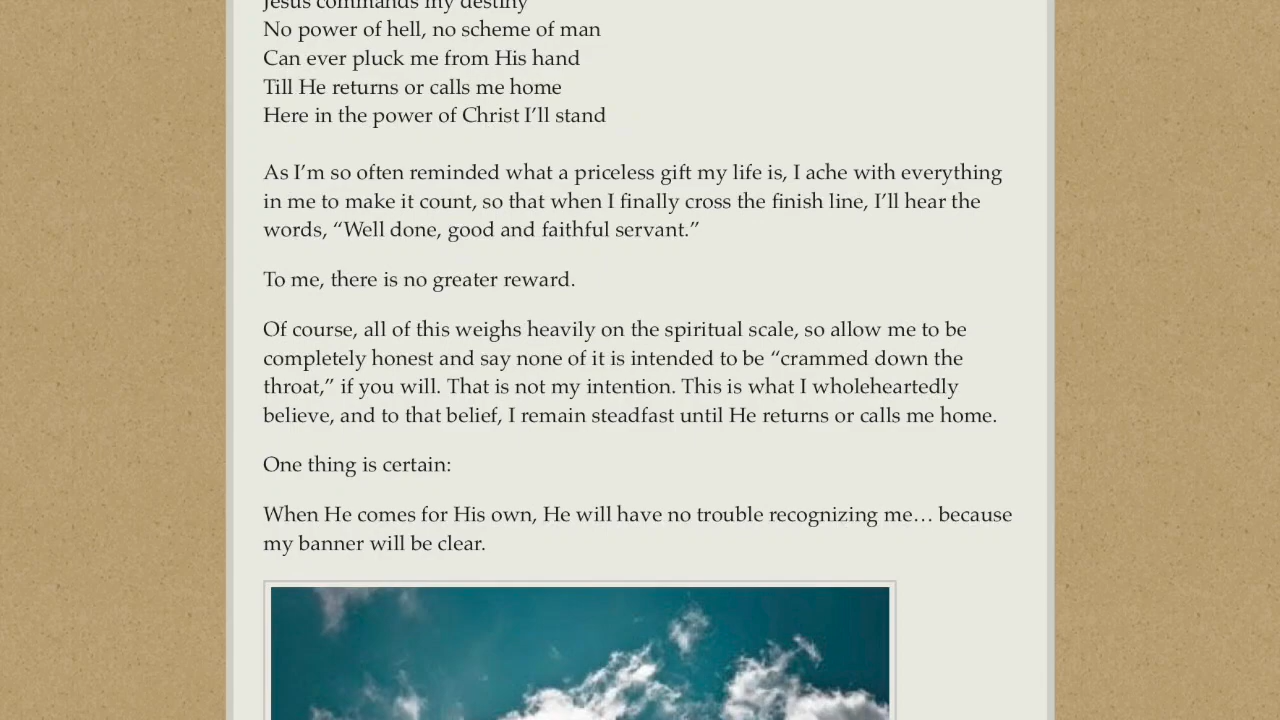 Jesus commands my destiny
No power of hell, no scheme of man
Can ever pluck me from His hand
Till He returns or calls me home
Here in the power of Christ I’ll stand
As I’m so often reminded what a priceless gift my life is, I ache with everything
in me to make it count, so that when I finally cross the finish line, I’ll hear the
words, “Well done, good and faithful servant.”
To me, there is no greater reward.
Of course, all of this weighs heavily on the spiritual scale, so allow me to be
completely honest and say none of it is intended to be “crammed down the
throat,” if you will. That is not my intention. This is what I wholeheartedly
believe, and to that belief, I remain steadfast until He returns or calls me home.
One thing is certain:
When He comes for His own, He will have no trouble recognizing me… because
my banner will be clear.